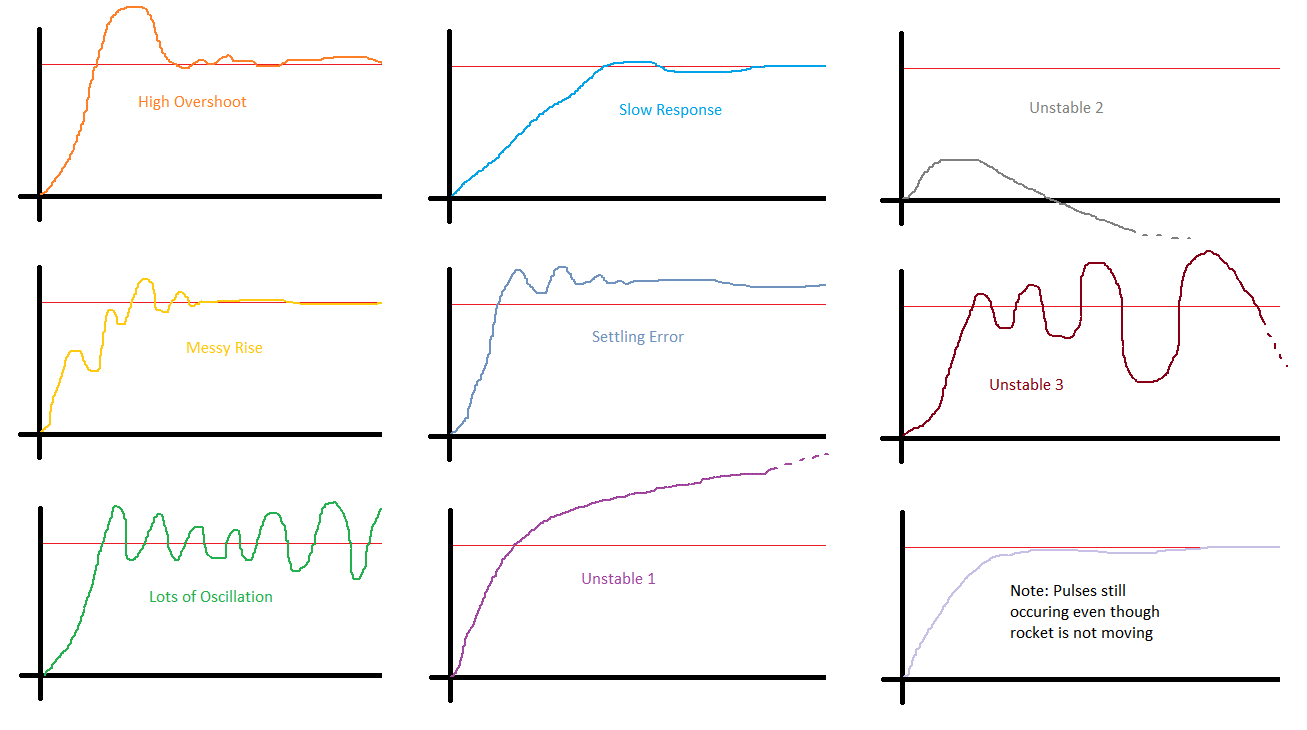 High Overshoot
Slow Response
Unstable 2
Messy Rise
Settling Error
Unstable 3
Lots of Oscillation
Unstable 1
Note: Pulses still
occuring even though
rocket is not moving